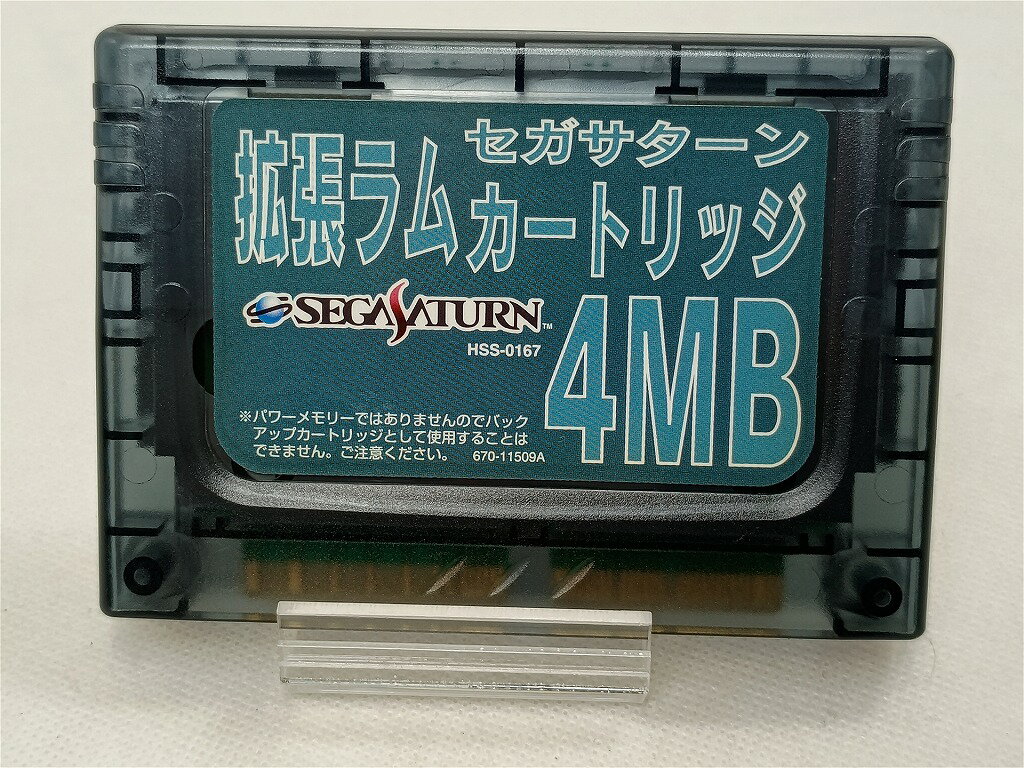 セガサターン
拡張ラムカートリッジ
SEGA SATURN™
HSS-0167
4MB
※パワーメモリーではありませんのでバック
アップカートリッジとして使用することは
できません。ご注意ください。 670-11509A